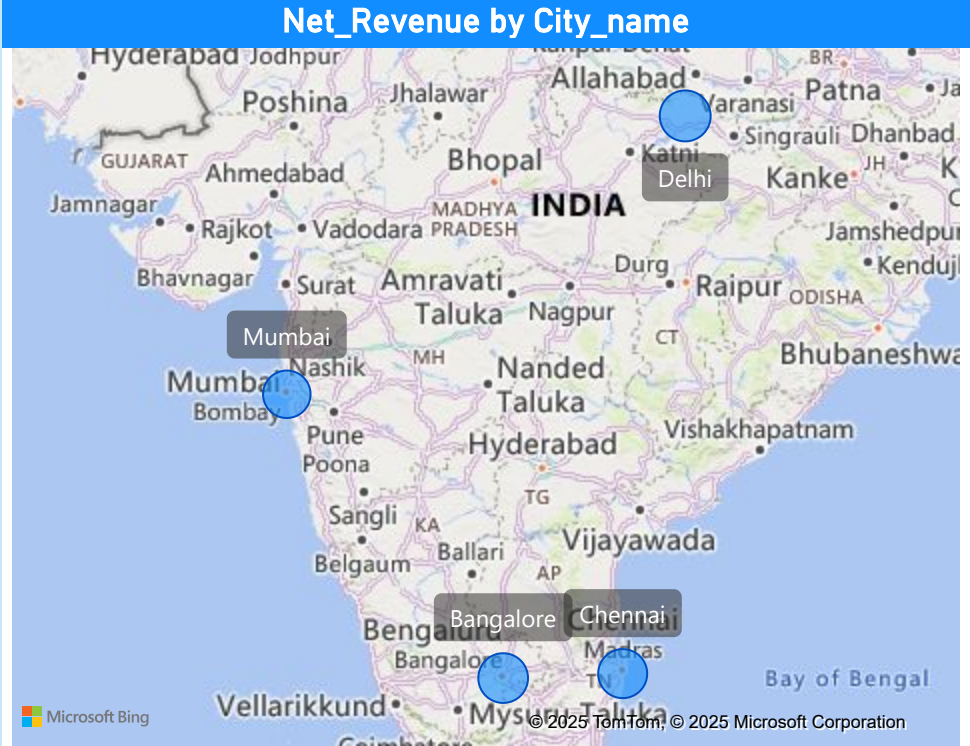 Net_Revenue by City_name
Hyderabad
Jodhpur
Allahabad
BR
Poshina
Jhalawar
Varanasi
Patna
GUJARAT
Ahmedabad
Bhopal
Katni
Singrauli
Dhanbad
JH
Delhi
Kanke
Jamnagar
Rajkot
Vadodara
MADHYA
PRADESH
INDIA
Jamshedpur
Bhavnagar
Surat
Amravati
Taluka
Nagpur
Durg
Raipur
ODISHA
Kendujh
Mumbai
Nashik
MH
CT
Bhubaneshwa
Mumbai
Bombay
Nanded
Taluka
Pune
Poona
Hyderabad
Vishakhapatnam
TG
Sangli
KA
Belgaum
Ballari
Vijayawada
AP
Bangalore
Chennai
Bengaluru
Bangalore
Chennai
Madras
TN
Bay of Bengal
Vellarikkund
Mysuru
Taluka
Microsoft Bing
© 2025 TomTom, © 2025 Microsoft Corporation
Coimbatore